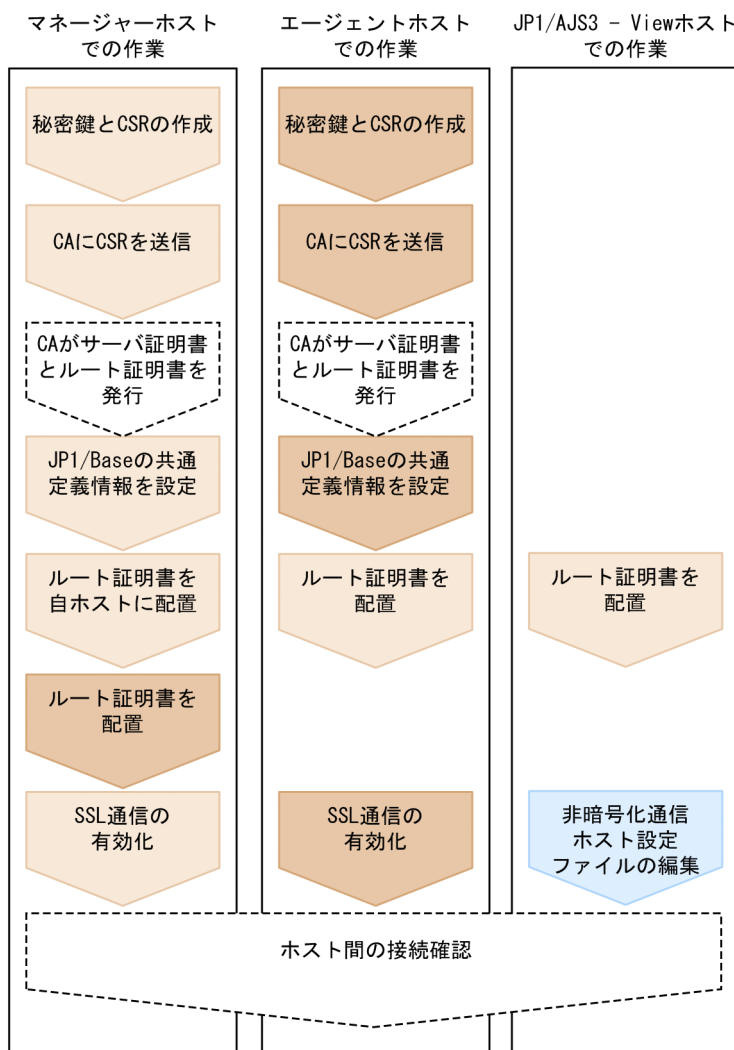 マネージャーホスト
での作業
エージェントホスト
での作業
JP1/AJS3 - Viewホスト
での作業
秘密鍵とCSRの作成
秘密鍵とCSRの作成
CAにCSRを送信
CAにCSRを送信
CAがサーバ証明書
とルート証明書を
発行
CAがサーバ証明書
とルート証明書を
発行
JP1/Baseの共通
定義情報を設定
JP1/Baseの共通
定義情報を設定
ルート証明書を
自ホストに配置
ルート証明書を
配置
ルート証明書を
配置
ルート証明書を
配置
SSL通信の
有効化
SSL通信の
有効化
非暗号化通信
ホスト設定
ファイルの編集
ホスト間の接続確認